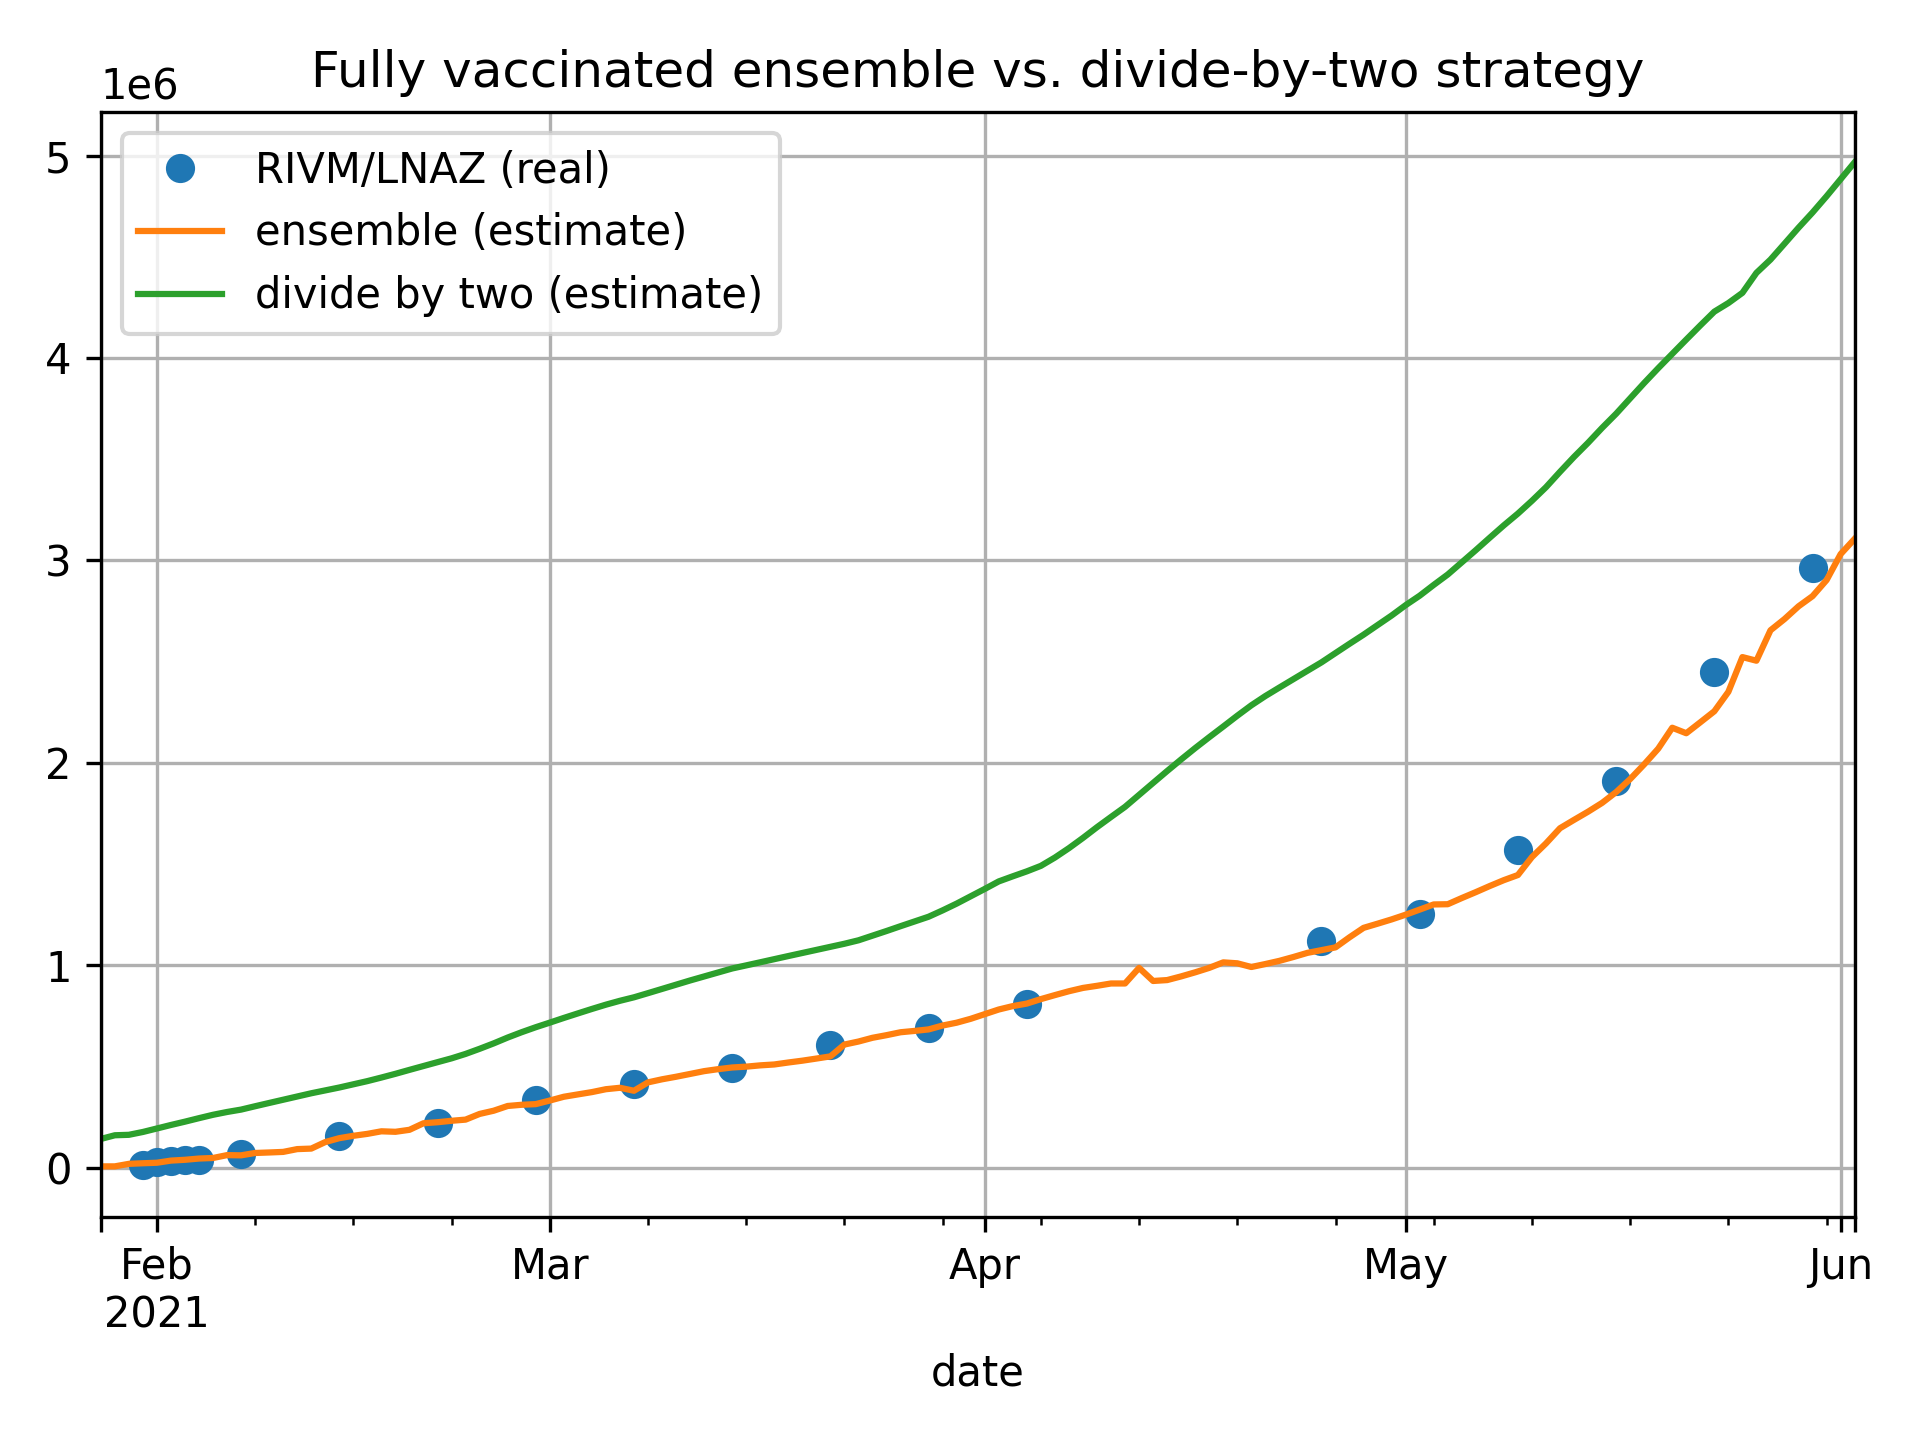 Fully vaccinated ensemble vs. divide-by-two strategy
1e6
RIVM/LNAZ (real)
ensemble (estimate)
divide by two (estimate)
5
4
3
2
1
0
Feb
2021
Mar
Apr
May
Jun
date